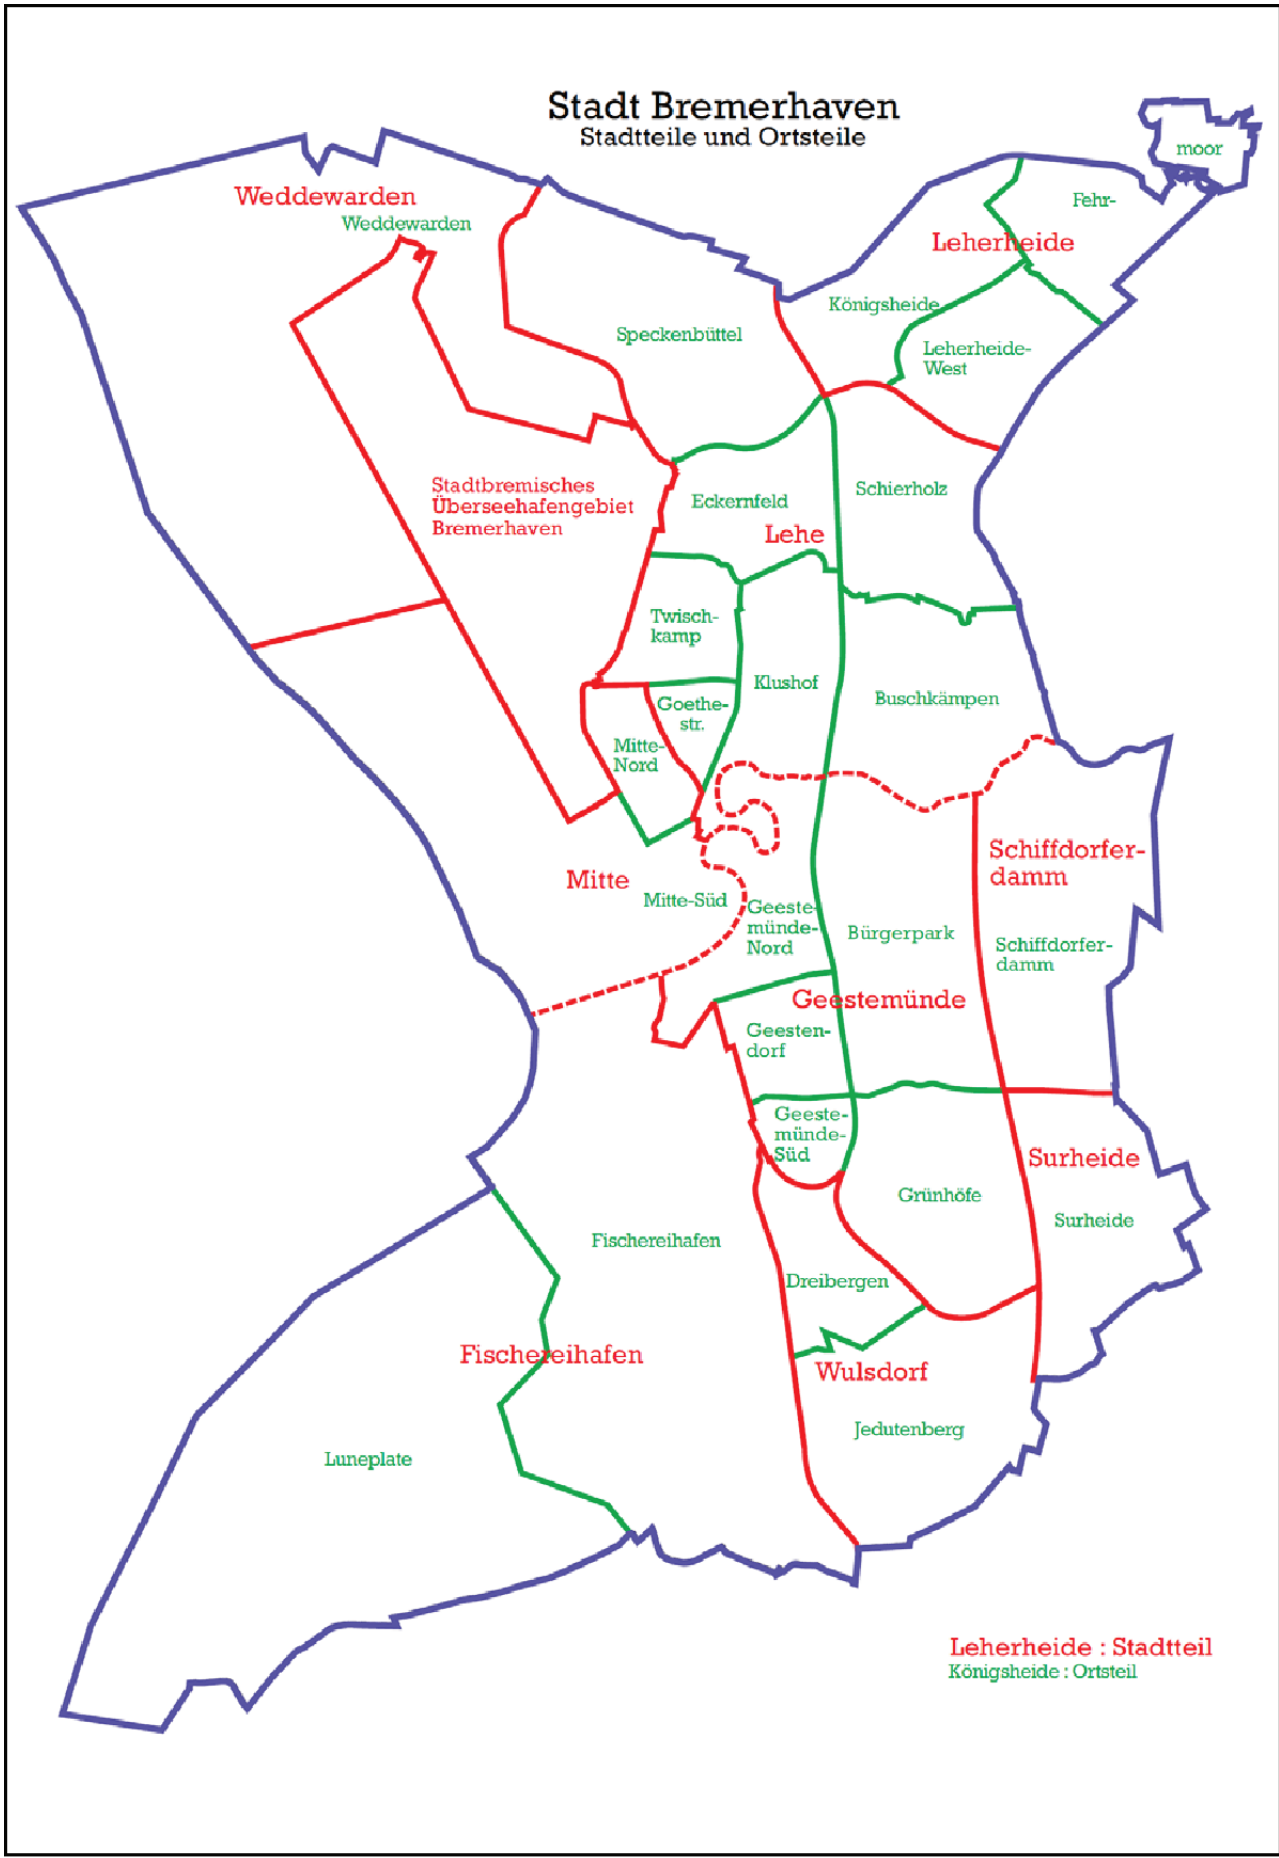 Stadt Bremerhaven
Stadtteile und Ortsteile
moor
Weddewarden
Weddewarden
Fehr-
Leherheide
Königsheide
Speckenbüttel
Leherheide-
West
Stadtbremisches
Überseehafengebiet
Bremerhaven
Eckernfeld
Schierholz
Lehe
Twisch-
kamp
Klushof
Buschkämpen
Goethe-
str.
Mitte-
Nord
Schiffdorfer-
damm
Mitte
Mitte-Süd
Geeste-
münde-
Nord
Bürgerpark
Schiffdorfer-
damm
Geestemünde
Geesten-
dorf
Geeste-
münde-
Süd
Surheide
Grünhöfe
Surheide
Fischereihafen
Dreibergen
Fischereihafen
Wulsdorf
Jedutenberg
Luneplate
Leherheide : Stadtteil
Königsheide : Ortsteil